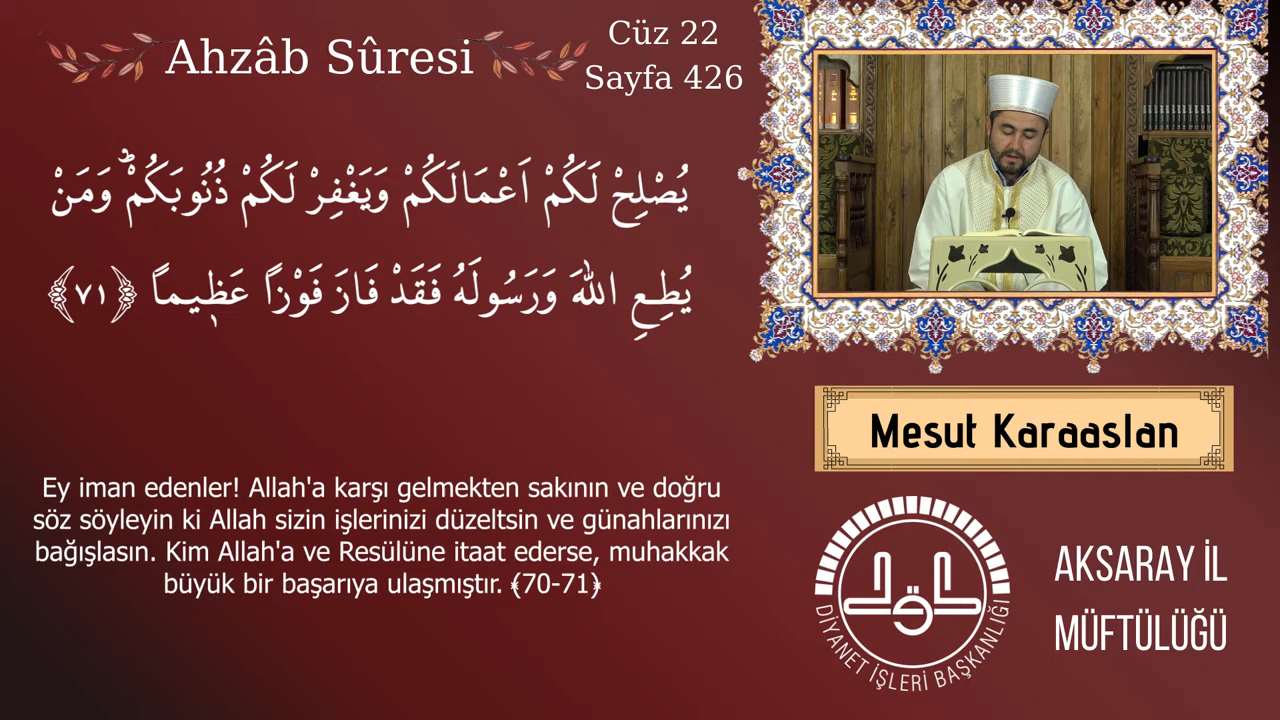 Ahzâb Sûresi
Cüz 22
Sayfa 426
يُصْلِحْ لَكُمْ اَعْمَالَكُمْ وَيَغْفِرْ لَكُمْ ذُنُوبَكُمْۜ وَمَنْ
يُطِـعِ اللّٰهَ وَرَسُولَهُ فَقَدْ فَازَ فَوْزاً عَظ۪يماً ﴿٧١﴾
Ey iman edenler! Allah'a karşı gelmekten sakının ve doğru
söz söyleyin ki Allah sizin işlerinizi düzeltsin ve günahlarınızı
bağışlasın. Kim Allah'a ve Resülüne itaat ederse, muhakkak
büyük bir başarıya ulaşmıştır. ﴾70-71﴿
Mesut Karaaslan
DİYANET İŞLERİ BAŞKANLIĞI
AKSARAY İL
MÜFTÜLÜĞÜ